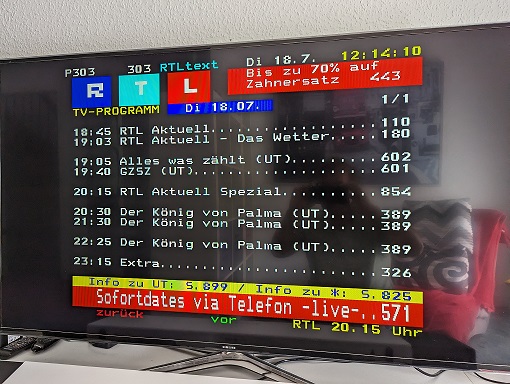 P303 303 RTLtext Di 18.7. 12:14:10
R T L
Bis zu 70% auf
Zahnersatz 443
TV-PROGRAMM Di 18.07. 1/1
18:45 RTL Aktuell....................110
19:03 RTL Aktuell - Das Wetter.....180
19:05 Alles was zählt (UT)..........602
19:40 GZSZ (UT).....................601
20:15 RTL Aktuell Spezial...........854
20:30 Der König von Palma (UT).....389
21:30 Der König von Palma (UT).....389
22:25 Der König von Palma (UT).....389
23:15 Extra..........................326
Info zu UT: S.899 / Info zu *: S.825
Sofortdates via Telefon -live-..571
zurück vor RTL 20.15 Uhr